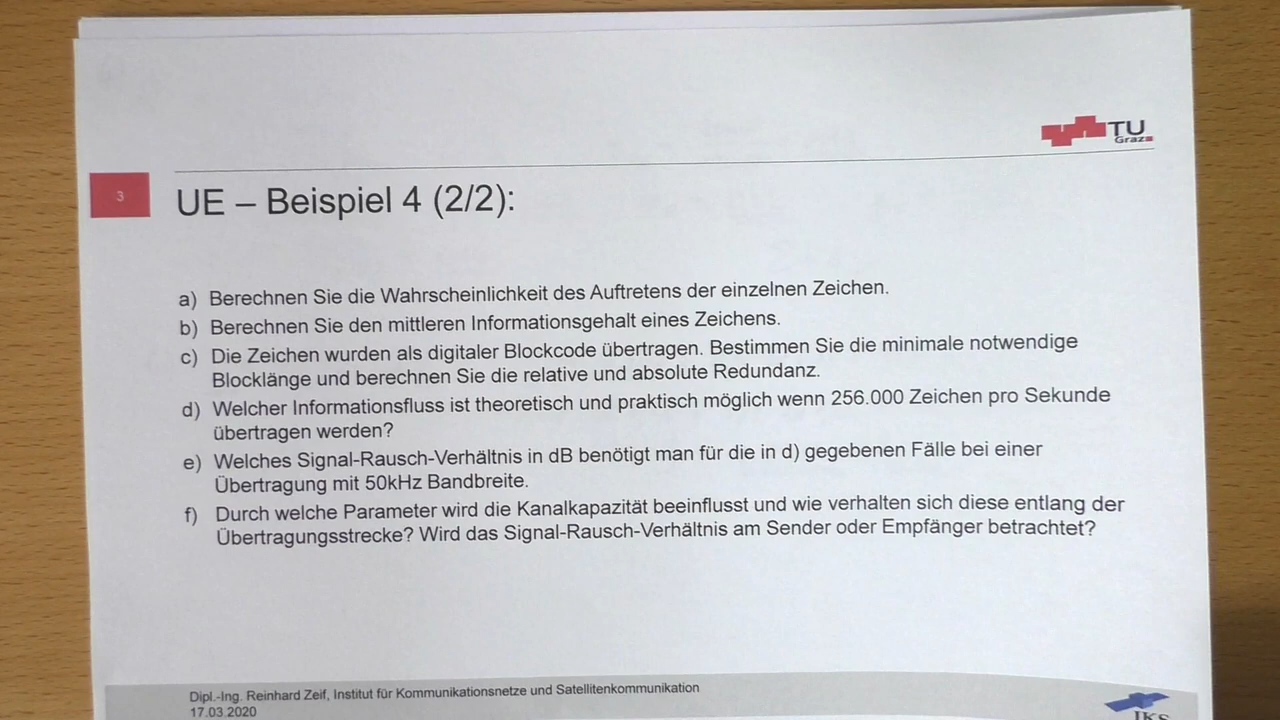 TU
Graz
3
UE – Beispiel 4 (2/2):
a) Berechnen Sie die Wahrscheinlichkeit des Auftretens der einzelnen Zeichen.
b) Berechnen Sie den mittleren Informationsgehalt eines Zeichens.
c) Die Zeichen wurden als digitaler Blockcode übertragen. Bestimmen Sie die minimale notwendige
Blocklänge und berechnen Sie die relative und absolute Redundanz.
d) Welcher Informationsfluss ist theoretisch und praktisch möglich wenn 256.000 Zeichen pro Sekunde
übertragen werden?
e) Welches Signal-Rausch-Verhältnis in dB benötigt man für die in d) gegebenen Fälle bei einer
Übertragung mit 50kHz Bandbreite.
f) Durch welche Parameter wird die Kanalkapazität beeinflusst und wie verhalten sich diese entlang der
Übertragungsstrecke? Wird das Signal-Rausch-Verhältnis am Sender oder Empfänger betrachtet?
Dipl.-Ing. Reinhard Zeif, Institut für Kommunikationsnetze und Satellitenkommunikation
17.03.2020
IKS